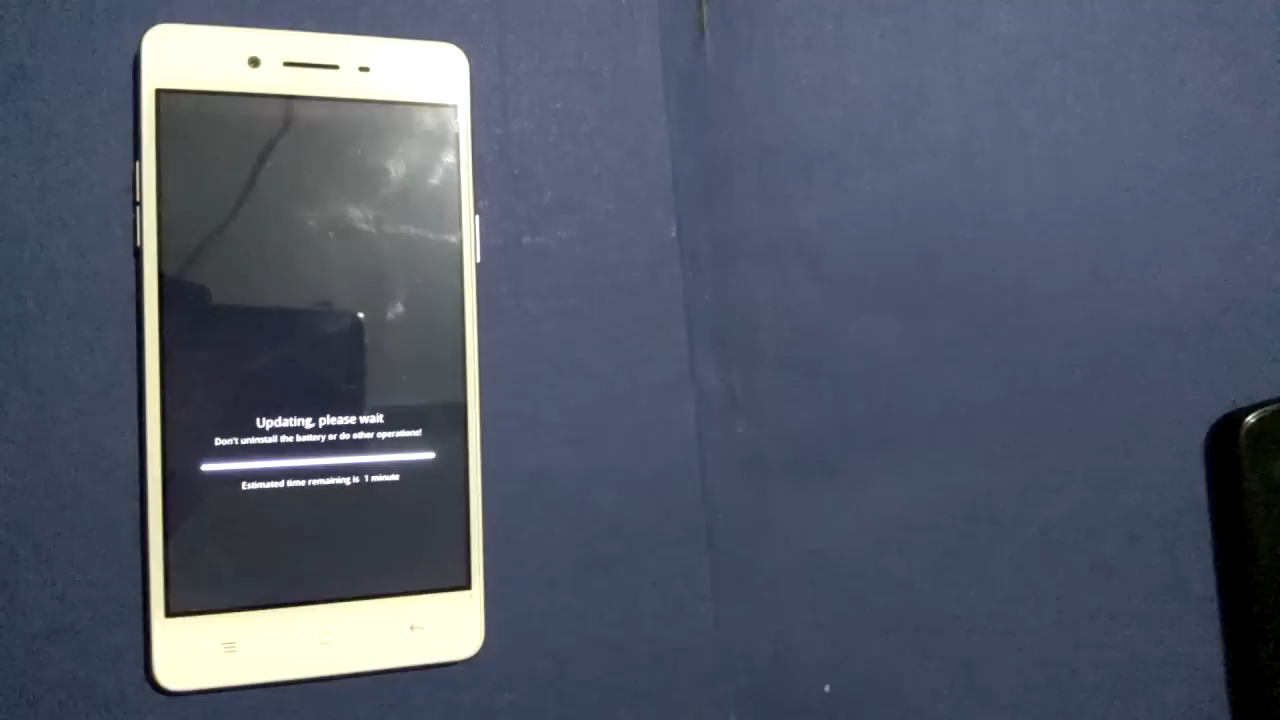 Updating, please wait
Don't uninstall the battery or do other operations!
Estimated time remaining is 1 minute